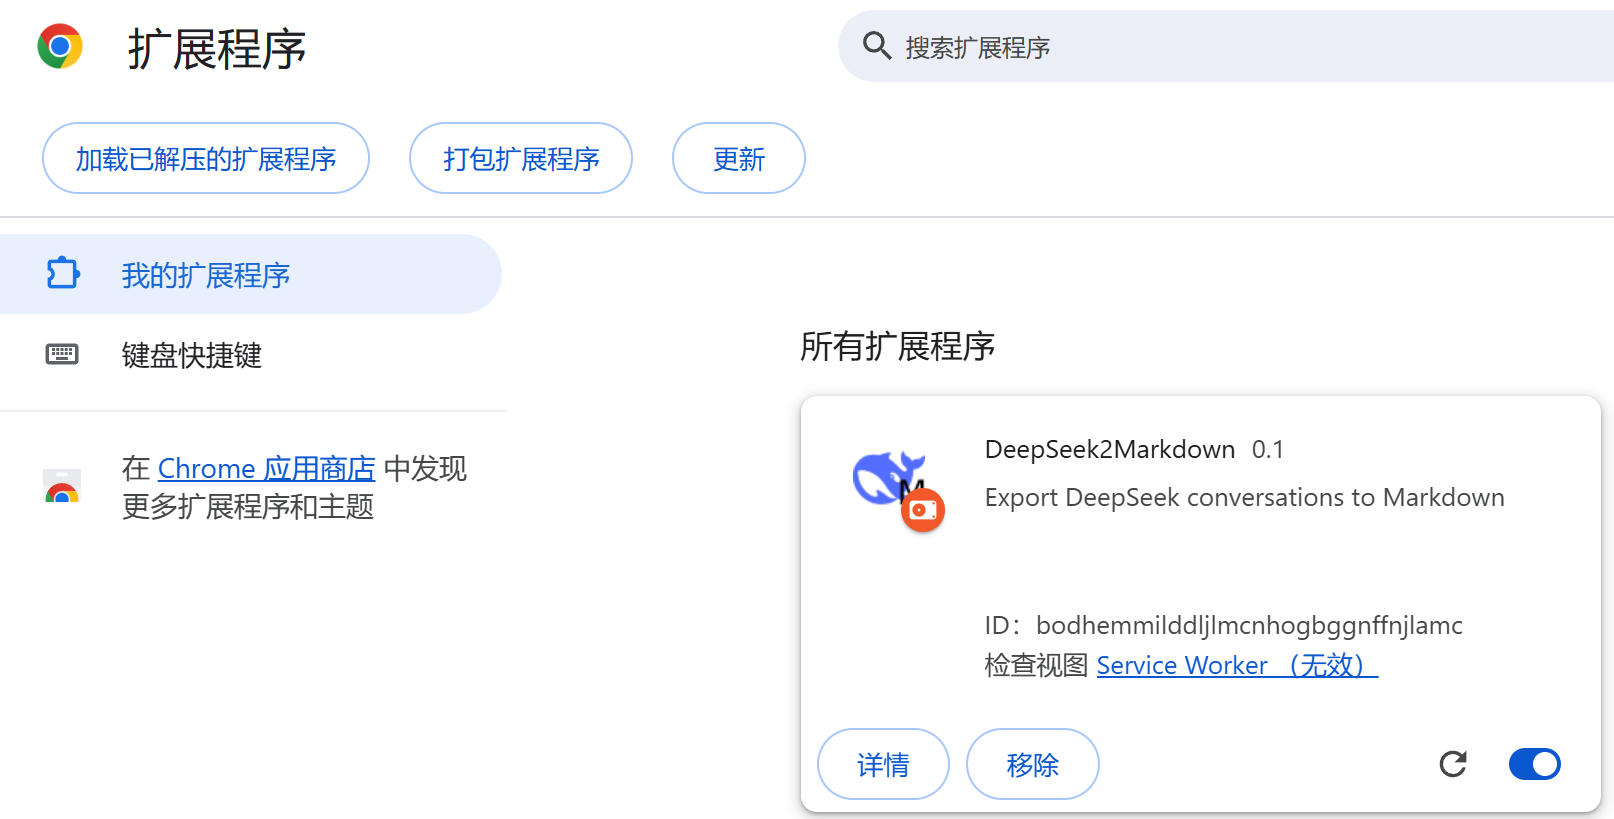 扩展程序
搜索扩展程序
加载已解压的扩展程序
打包扩展程序
更新
我的扩展程序
键盘快捷键
在 Chrome 应用商店 中发现
更多扩展程序和主题
所有扩展程序
DeepSeek2Markdown 0.1
Export DeepSeek conversations to Markdown
M
ID：bodhemmilddljlmcnhogbggnffnjlamc
检查视图 Service Worker （无效）
详情
移除